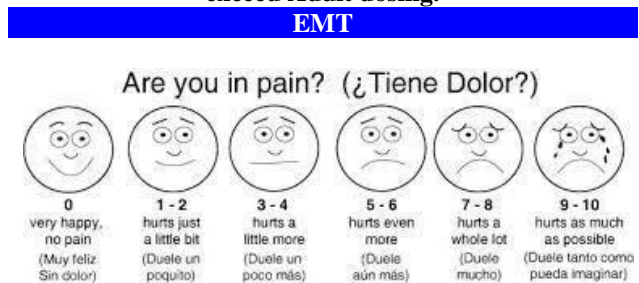 exceed Adult dosing.
EMT
Are you in pain? (¿Tiene Dolor?)
0 1 - 2 3 - 4 5 - 6 7 - 8 9 - 10
very happy, hurts just hurts a hurts even hurts a hurts as much
no pain a little bit little more more whole lot as possible
(Muy feliz (Duele un (Duele un (Duele (Duele (Duele tanto como
Sin dolor) poquito) poco más) aún más) mucho) pueda imaginar)